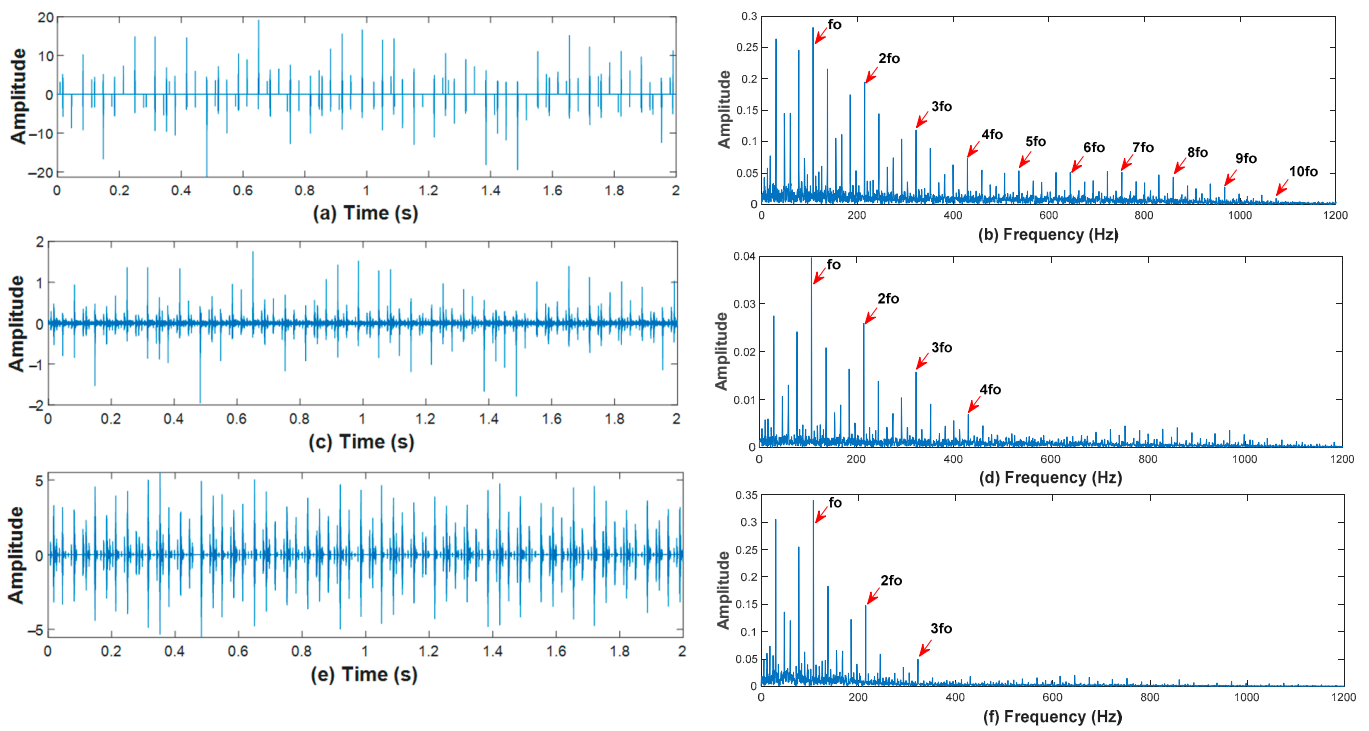 Amplitude
20
10
0
−10
−20
0 0.2 0.4 0.6 0.8 1 1.2 1.4 1.6 1.8 2
(a) Time (s)
Amplitude
0.3
0.25
0.2
0.15
0.1
0.05
0
fo
2fo
3fo
4fo
5fo
6fo
7fo
8fo
9fo
10fo
0 200 400 600 800 1000 1200
(b) Frequency (Hz)
Amplitude
2
1
0
−1
−2
0 0.2 0.4 0.6 0.8 1 1.2 1.4 1.6 1.8 2
(c) Time (s)
Amplitude
0.04
0.03
0.02
0.01
0
fo
2fo
3fo
4fo
0 200 400 600 800 1000 1200
(d) Frequency (Hz)
Amplitude
5
0
−5
0 0.2 0.4 0.6 0.8 1 1.2 1.4 1.6 1.8 2
(e) Time (s)
Amplitude
0.35
0.3
0.25
0.2
0.15
0.1
0.05
0
fo
2fo
3fo
0 200 400 600 800 1000 1200
(f) Frequency (Hz)